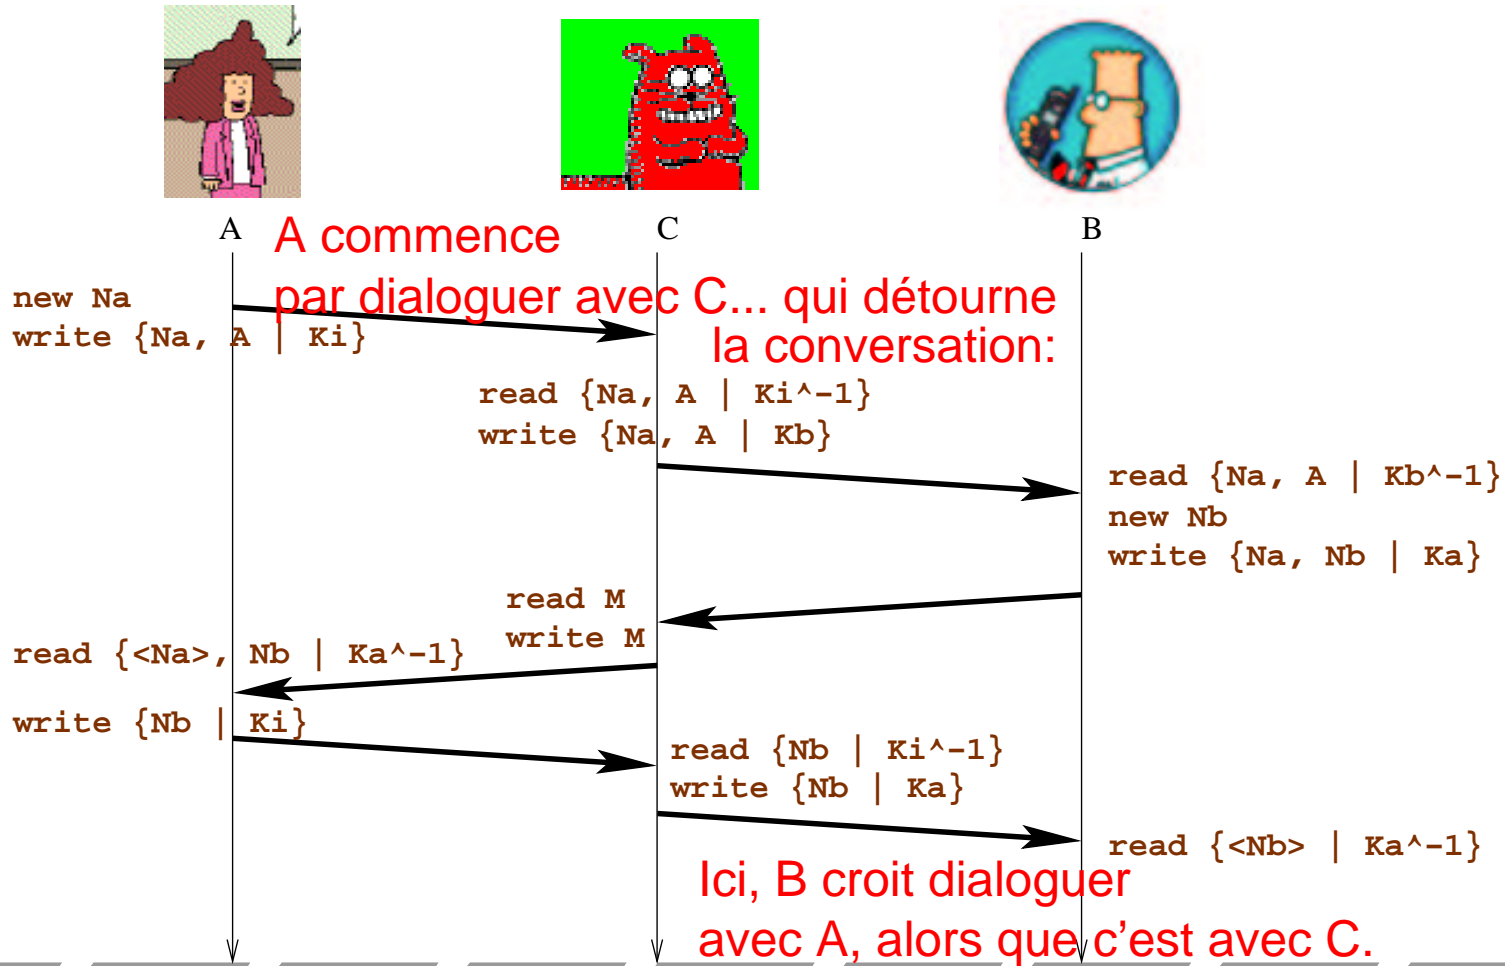 A
C
B
A commence
par dialoguer avec C... qui détourne
la conversation:
new Na
write {Na, A | Ki}
read {Na, A | Ki^-1}
write {Na, A | Kb}
read {Na, A | Kb^-1}
new Nb
write {Na, Nb | Ka}
read M
write M
read {<Na>, Nb | Ka^-1}
write {Nb | Ki}
read {Nb | Ki^-1}
write {Nb | Ka}
read {<Nb> | Ka^-1}
Ici, B croit dialoguer
avec A, alors que c'est avec C.